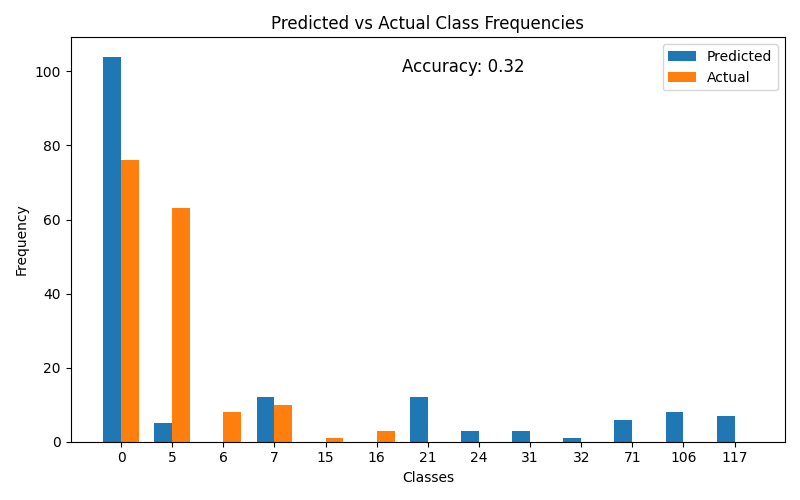 Predicted vs Actual Class Frequencies
Accuracy: 0.32
Predicted
Actual
Frequency
100
80
60
40
20
0
0 5 6 7 15 16 21 24 31 32 71 106 117
Classes